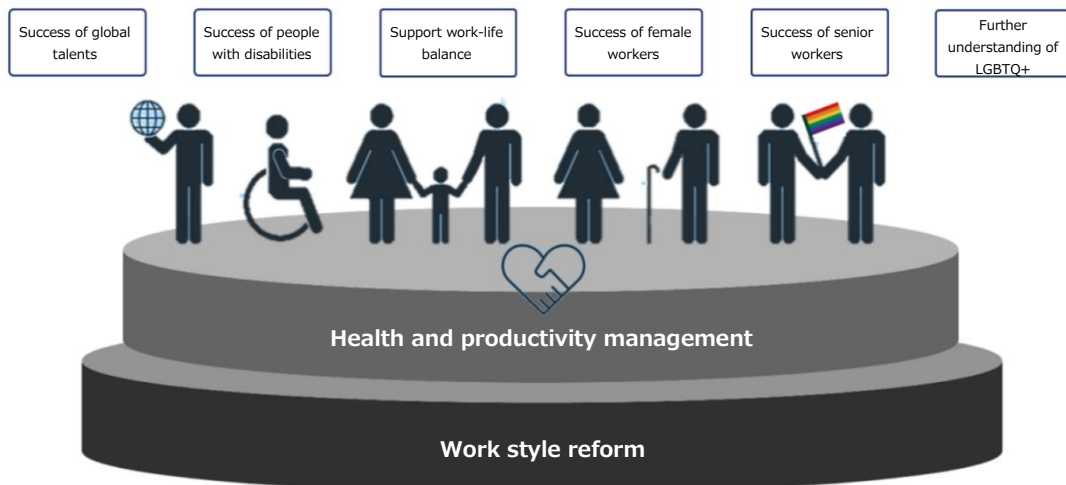 Success of global
talents
Success of people
with disabilities
Support work-life
balance
Success of female
workers
Success of senior
workers
Further
understanding of
LGBTQ+
Health and productivity management
Work style reform